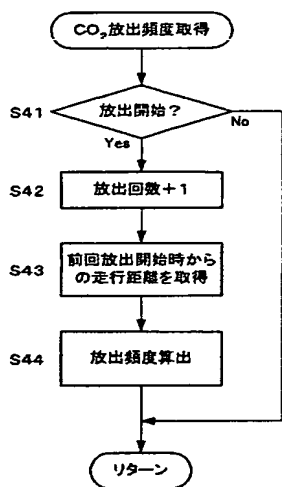 CO₂放出頻度取得
S41
放出開始？
No
Yes
S42
放出回数+1
S43
前回放出開始時から
の走行距離を取得
S44
放出頻度算出
リターン